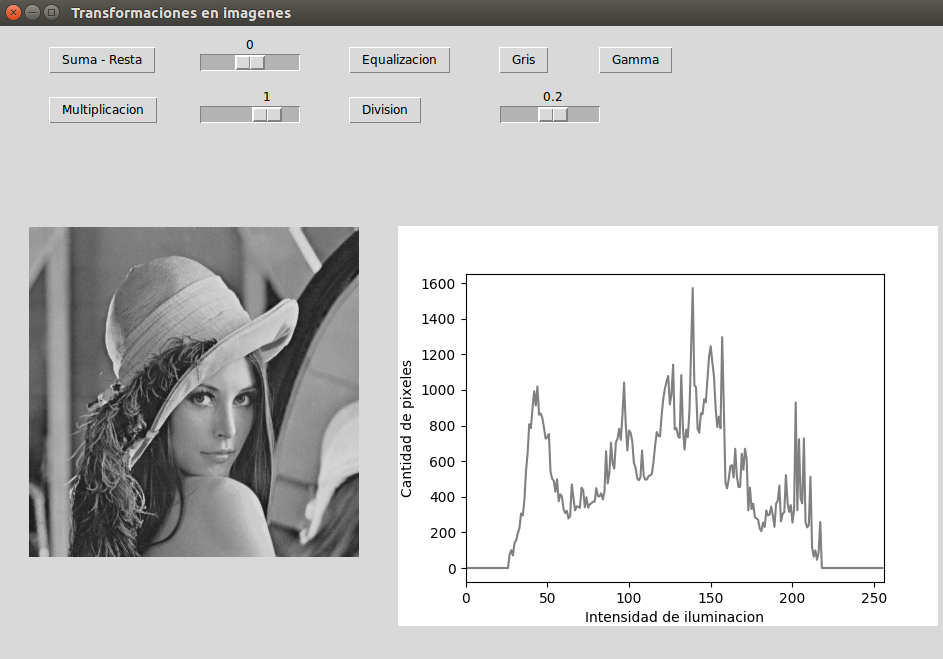 Transformaciones en imagenes
0
Suma - Resta
Equalizacion
Gris
Gamma
1
0.2
Multiplicacion
Division
1600
1400
1200
1000
800
600
400
200
0
Cantidad de pixeles
0 50 100 150 200 250
Intensidad de iluminacion